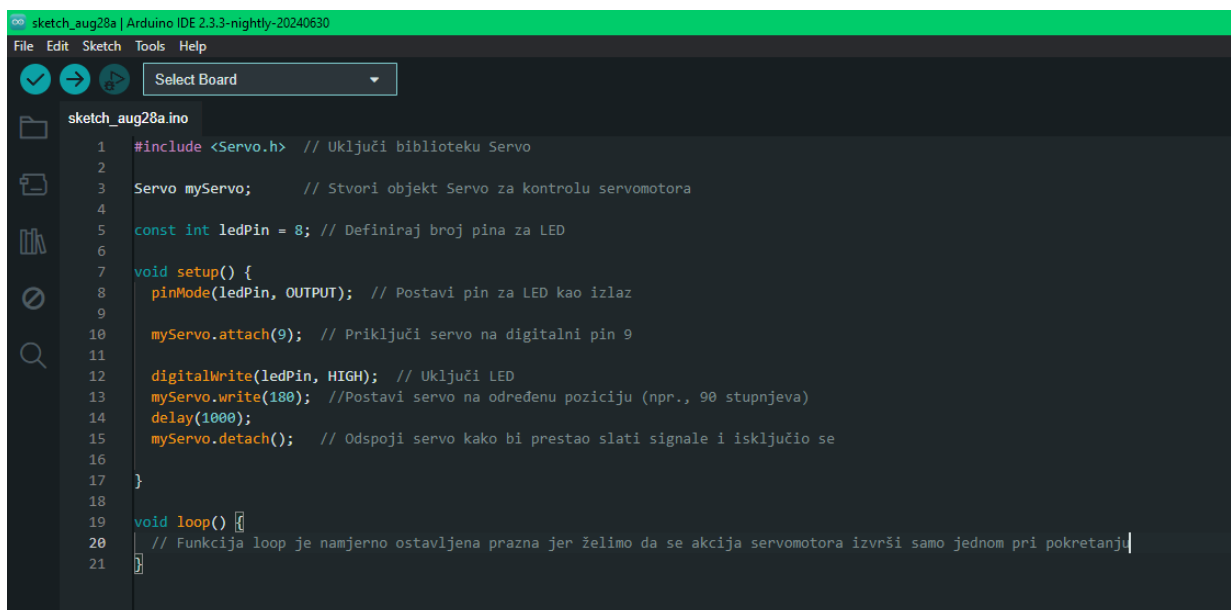 sketch_aug28a | Arduino IDE 2.3.3-nightly-20240630
File Edit Sketch Tools Help
Select Board
sketch_aug28a.ino
1 #include <Servo.h>  // Uključi biblioteku Servo
2
3 Servo myServo;      // Stvori objekt Servo za kontrolu servomotora
4
5 const int ledPin = 8; // Definiraj broj pina za LED
6
7 void setup() {
8   pinMode(ledPin, OUTPUT);  // Postavi pin za LED kao izlaz
9
10   myServo.attach(9);  // Priključi servo na digitalni pin 9
11
12   digitalWrite(ledPin, HIGH);  // Uključi LED
13   myServo.write(180);  //Postavi servo na određenu poziciju (npr., 90 stupnjeva)
14   delay(1000);
15   myServo.detach();   // Odspoji servo kako bi prestao slati signale i isključio se
16
17 }
18
19 void loop() {
20   // Funkcija loop je namjerno ostavljena prazna jer želimo da se akcija servomotora izvrši samo jednom pri pokretanju
21 }